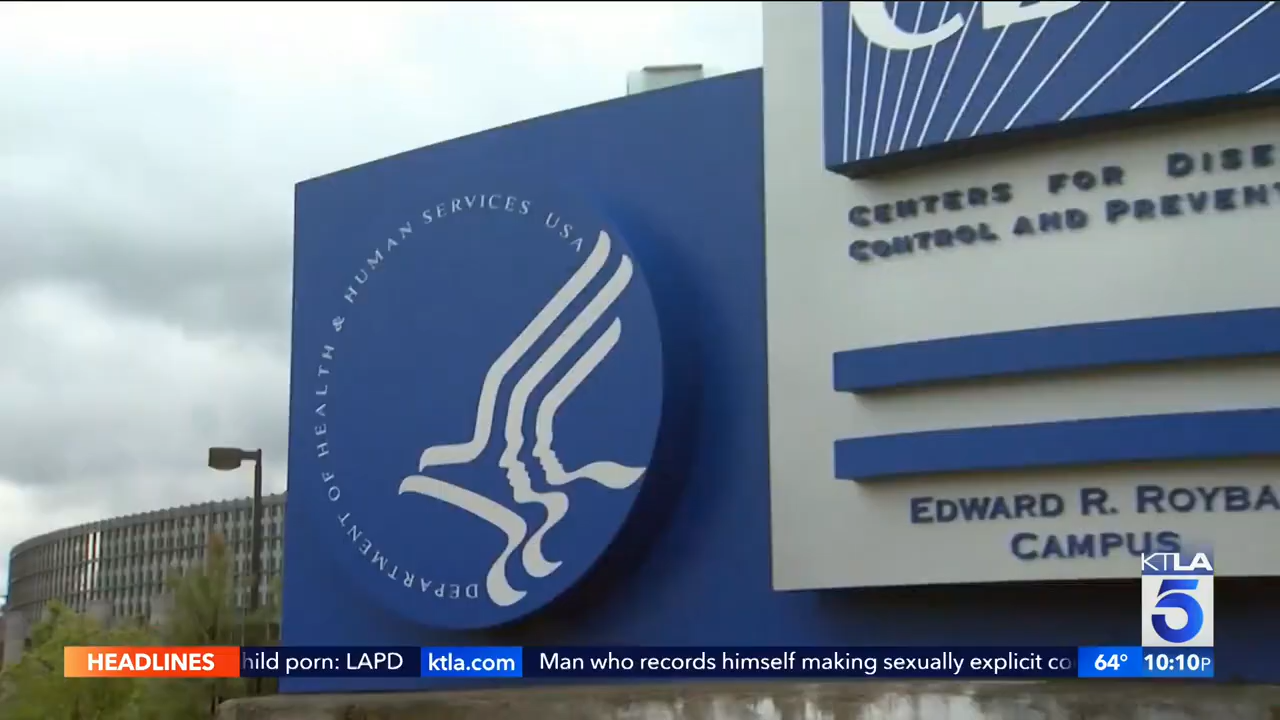 DEPARTMENT OF HEALTH & HUMAN SERVICES USA
CENTERS FOR DISE
CONTROL AND PREVENT
EDWARD R. ROYBA
CAMPUS
KTLA
5
HEADLINES
hild porn: LAPD
ktla.com
Man who records himself making sexually explicit co
64°
10:10P